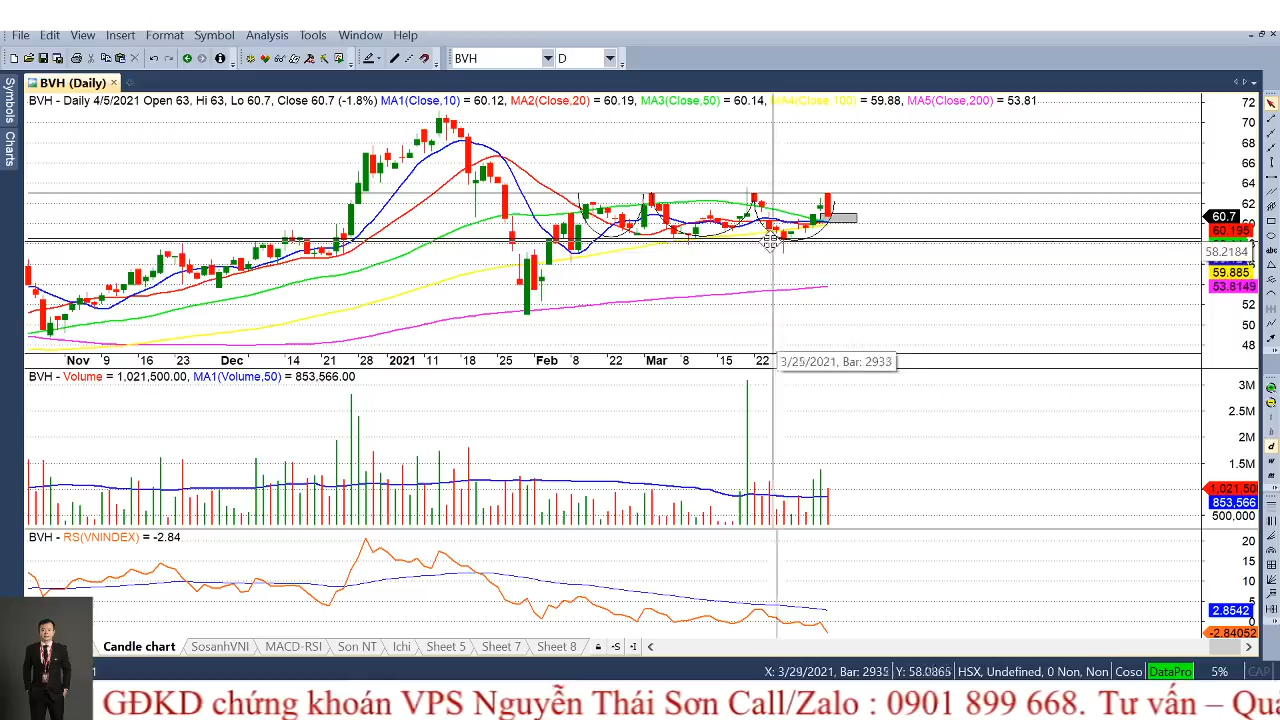 File Edit View Insert Format Symbol Analysis Tools Window Help
BVH D
BVH (Daily)
Symbols
Charts
BVH - Daily 4/5/2021 Open 63, Hi 63, Lo 60.7, Close 60.7 (-1.8%) MA1(Close,10) = 60.12, MA2(Close,20) = 60.19, MA3(Close,50) = 60.14, MA4(Close,100) = 59.88, MA5(Close,200) = 53.81
72
70
68
66
64
62
60
60.7
60.195
58.2184
59.885
53.8149
52
50
48
Nov 9 16 23 Dec 14 21 28 2021 11 18 25 Feb 8 22 Mar 8 15 22
3/25/2021, Bar: 2933
BVH - Volume = 1,021,500.00, MA1(Volume,50) = 853,566.00
3M
2.5M
2M
1.5M
1,021,50
853,566
500,000
BVH - RS(VNINDEX) = -2.84
20
15
10
5
2.8542
0
-2.84052
Candle chart SosanhVNI MACD-RSI Son NT Ichi Sheet 5 Sheet 7 Sheet 8 -S -I
X: 3/29/2021, Bar: 2935 Y: 58.0865 HSX, Undefined, 0 Non, Non Coso DataPro 5% CAP
GĐKD chứng khoán VPS Nguyễn Thái Sơn Call/Zalo : 0901 899 668. Tư vấn – Quả